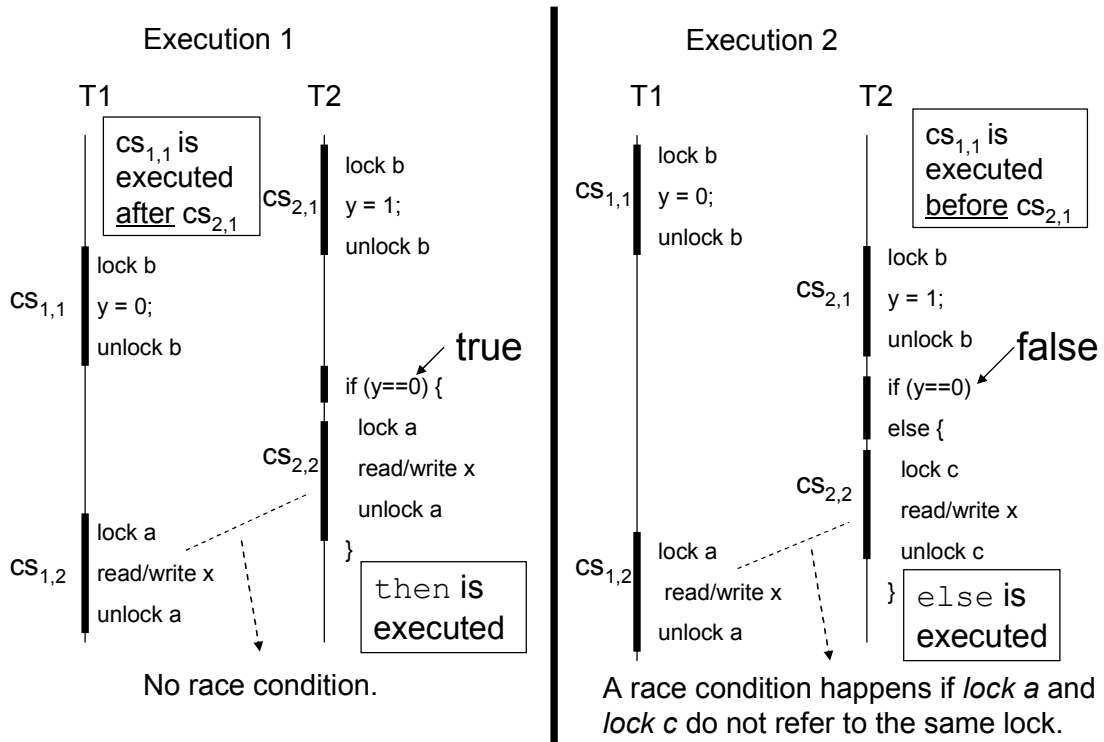 Execution 1
T1
T2
cs1,1 is
executed
after cs2,1
cs2,1
lock b
y = 1;
unlock b
cs1,1
lock b
y = 0;
unlock b
true
if (y==0) {
cs2,2
lock a
read/write x
unlock a
}
cs1,2
lock a
read/write x
unlock a
then is
executed
No race condition.
Execution 2
T1
T2
cs1,1 is
executed
before cs2,1
cs1,1
lock b
y = 0;
unlock b
cs2,1
lock b
y = 1;
unlock b
false
if (y==0)
else {
cs2,2
lock c
read/write x
unlock c
}
cs1,2
lock a
read/write x
unlock a
else is
executed
A race condition happens if lock a and
lock c do not refer to the same lock.